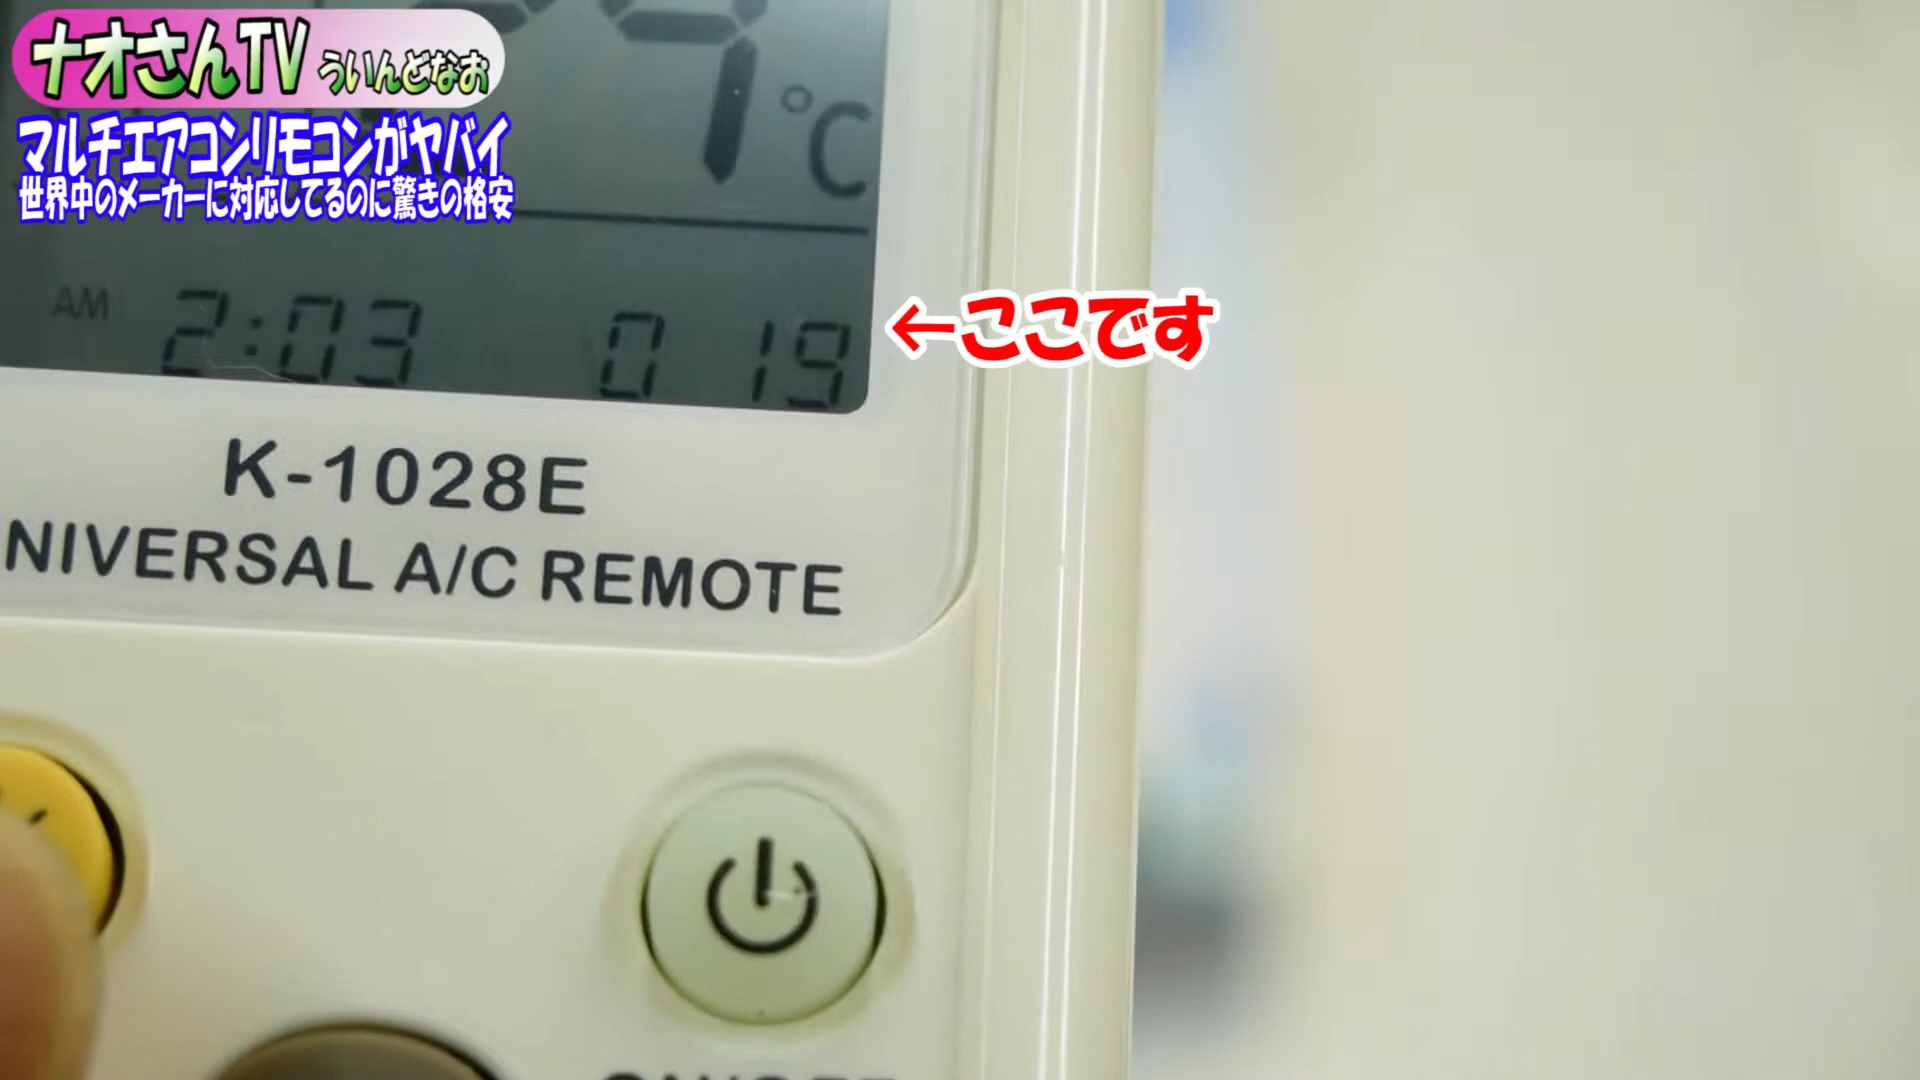 ナオさんTV ういんどなお
マルチエアコンリモコンがヤバイ
世界中のメーカーに対応してるのに驚きの格安
℃
AM 2:03 0 19
←ここです
K-1028E
NIVERSAL A/C REMOTE